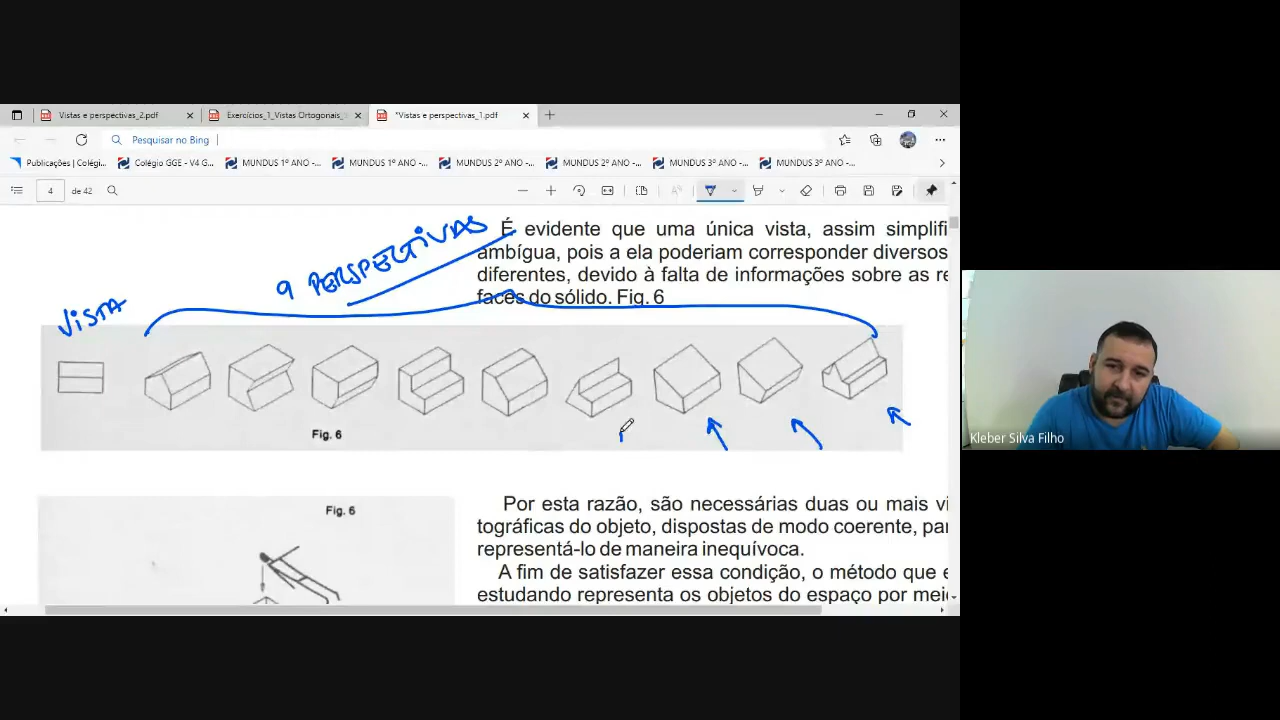 Vistas e perspectivas_2.pdf
Exercícios_1_Vistas Ortogonais_
*Vistas e perspectivas_1.pdf
Pesquisar no Bing
Publicações | Colégi...
Colégio GGE - V4 G...
MUNDUS 1º ANO -...
MUNDUS 1º ANO -...
MUNDUS 2º ANO -...
MUNDUS 2º ANO -...
MUNDUS 3º ANO -...
MUNDUS 3º ANO -...
4 de 42
É evidente que uma única vista, assim simplifi
ambígua, pois a ela poderiam corresponder diversos
diferentes, devido à falta de informações sobre as re
faces do sólido. Fig. 6
9 PERSPECTIVAS
VISTA
Fig. 6
Kleber Silva Filho
Fig. 6
Por esta razão, são necessárias duas ou mais vi
tográficas do objeto, dispostas de modo coerente, par
representá-lo de maneira inequívoca.
A fim de satisfazer essa condição, o método que e
estudando representa os objetos do espaço por meio